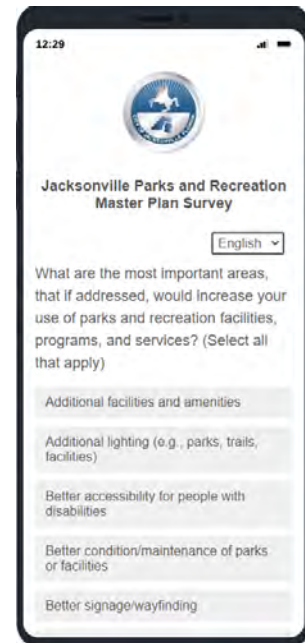 12:29
Jacksonville Parks and Recreation
Master Plan Survey
English
What are the most important areas,
that if addressed, would increase your
use of parks and recreation facilities,
programs, and services? (Select all
that apply)
Additional facilities and amenities
Additional lighting (e.g., parks, trails,
facilities)
Better accessibility for people with
disabilities
Better condition/maintenance of parks
or facilities
Better signage/wayfinding